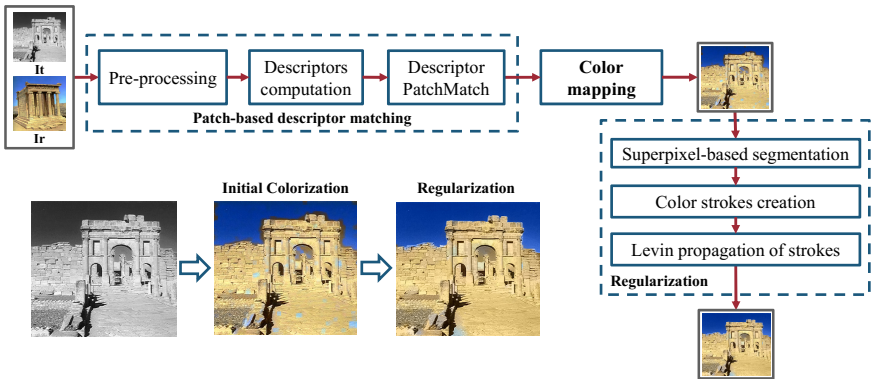 It
Ir
Pre-processing
Descriptors
computation
Descriptor
PatchMatch
Patch-based descriptor matching
Color
mapping
Superpixel-based segmentation
Color strokes creation
Levin propagation of strokes
Regularization
Initial Colorization
Regularization